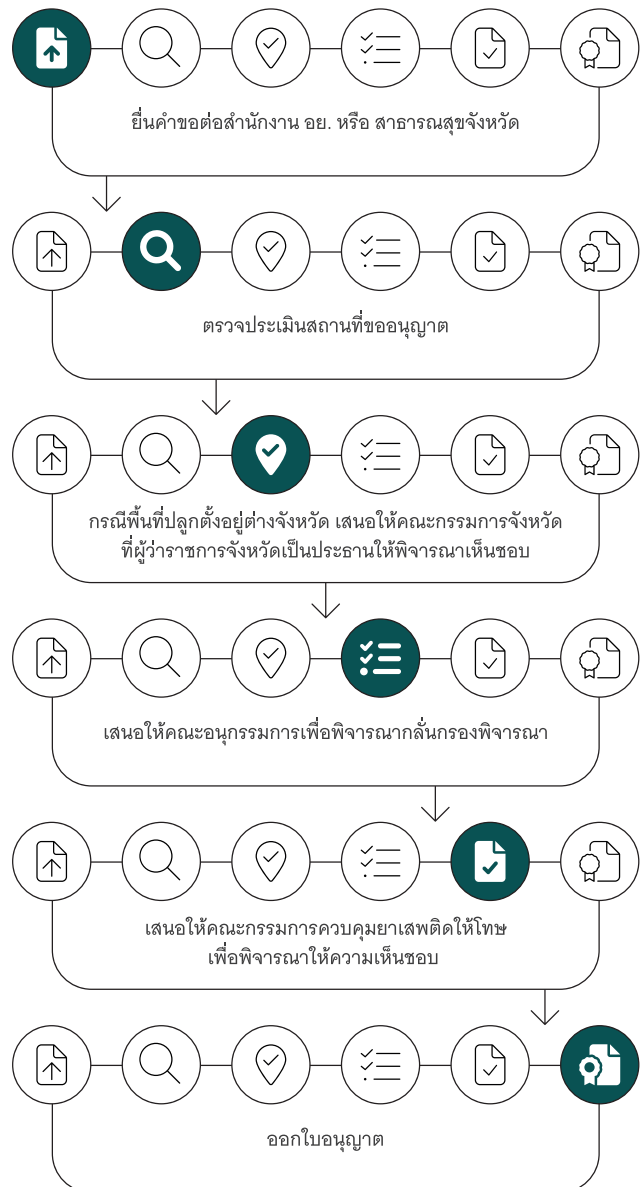 ยื่นคำขอต่อสำนักงาน อย. หรือ สาธารณสุขจังหวัด
ตรวจประเมินสถานที่ขออนุญาต
กรณีพื้นที่ปลูกตั้งอยู่ต่างจังหวัด เสนอให้คณะกรรมการจังหวัด
ที่ผู้ว่าราชการจังหวัดเป็นประธานให้พิจารณาเห็นชอบ
เสนอให้คณะอนุกรรมการเพื่อพิจารณากลั่นกรองพิจารณา
เสนอให้คณะกรรมการควบคุมยาเสพติดให้โทษ
เพื่อพิจารณาให้ความเห็นชอบ
ออกใบอนุญาต